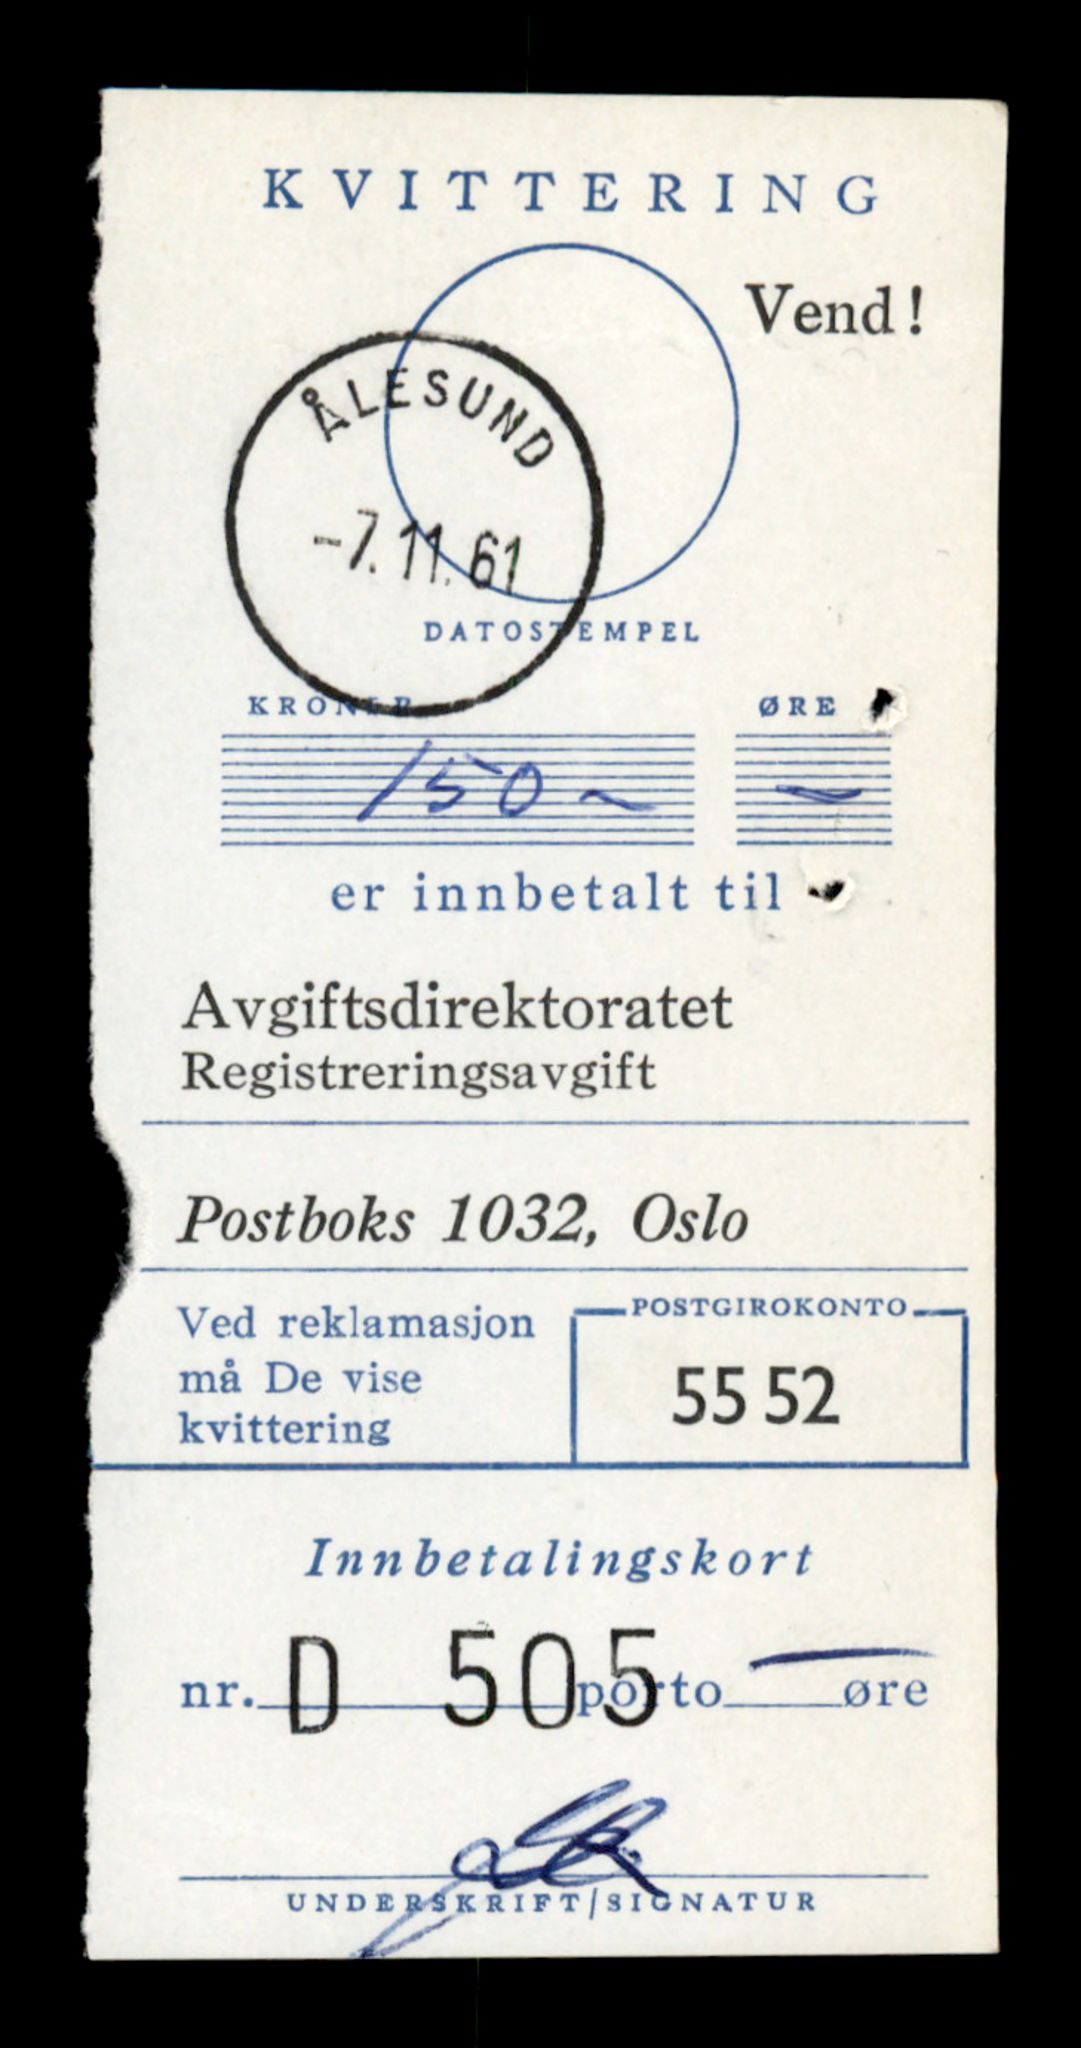 KVITTERING
Vend!
ÅLESUND
-7.11.61
DATOSTEMPEL
KRONER ØRE
150 ~ —
er innbetalt til
Avgiftsdirektoratet
Registreringsavgift
Postboks 1032, Oslo
Ved reklamasjon
må De vise
kvittering
POSTGIROKONTO
55 52
Innbetalingskort
nr. D 505 porto — øre
UNDERSKRIFT/SIGNATUR